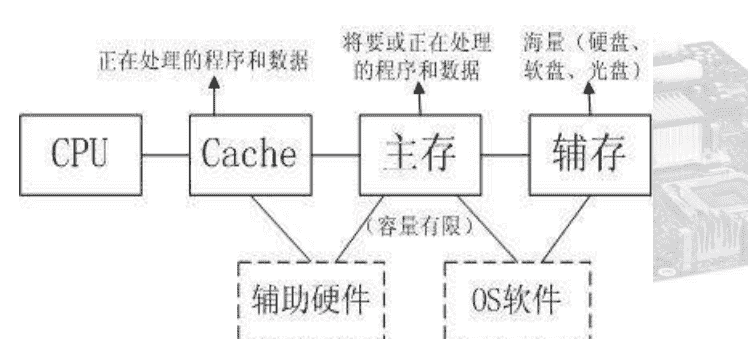 正在处理的程序和数据
将要或正在处理
的程序和数据
海量（硬盘、
软盘、光盘）
CPU
Cache
主存
辅存
（容量有限）
辅助硬件
OS软件